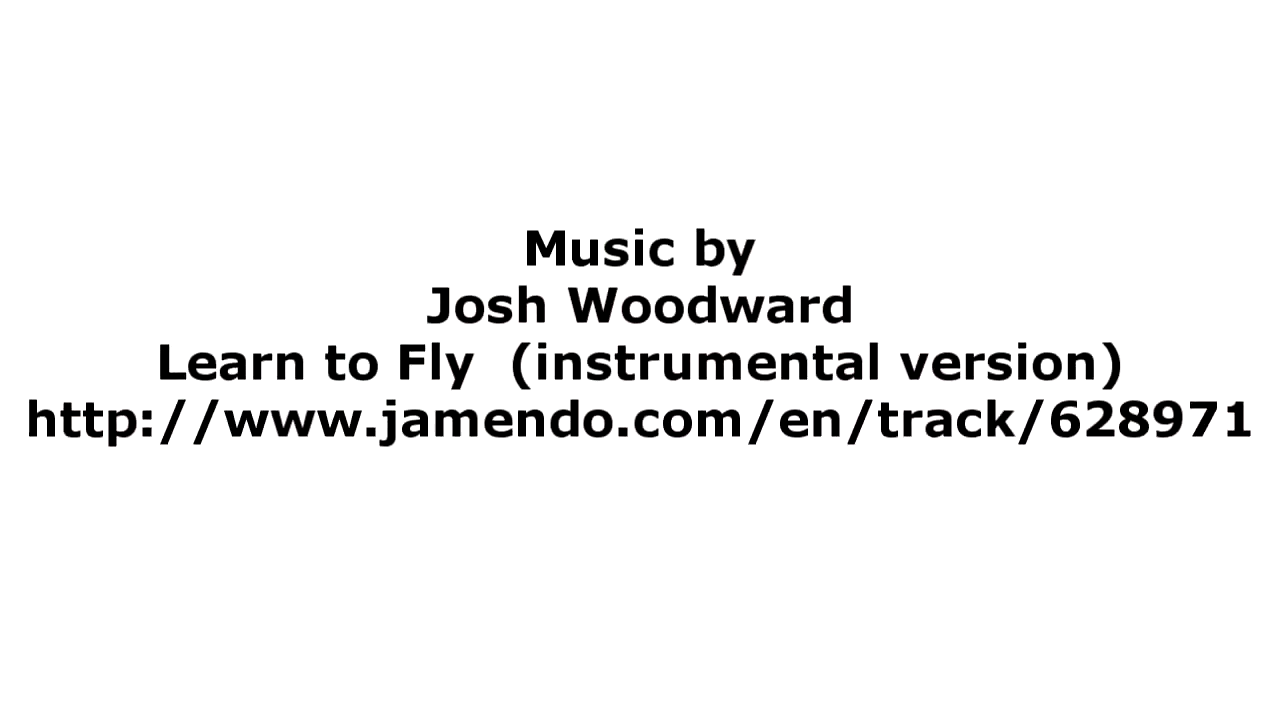 Music by
Josh Woodward
Learn to Fly  (instrumental version)
http://www.jamendo.com/en/track/628971